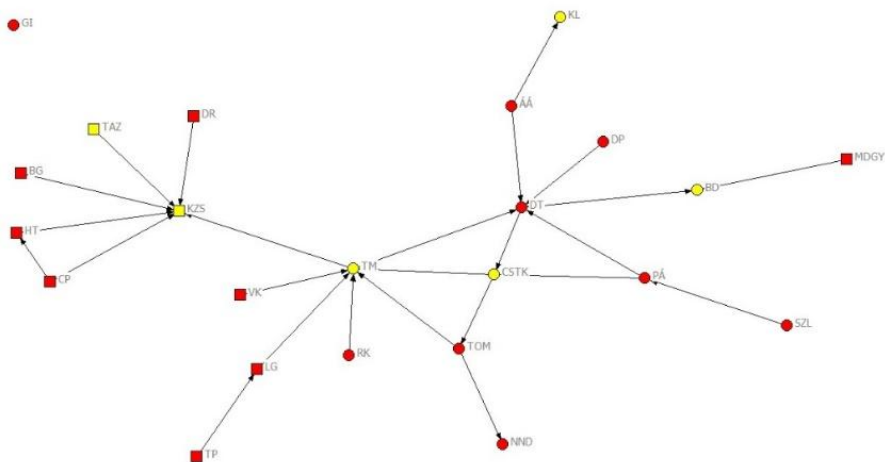 GI
KL
ÁÁ
DR
TAZ
DP
MDGY
BG
BD
KZS
DT
HT
TM
CSTK
PÁ
CP
VK
SZL
TOM
RK
LG
NND
TP